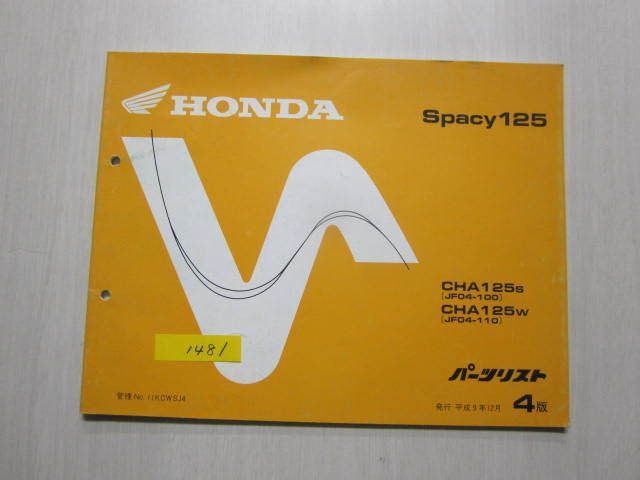 HONDA
Spacy125
CHA125S
(JF04-100)
CHA125W
(JF04-110)
1481
パーツリスト
管理No.11KCWSJ4
発行・平成9年12月 4版